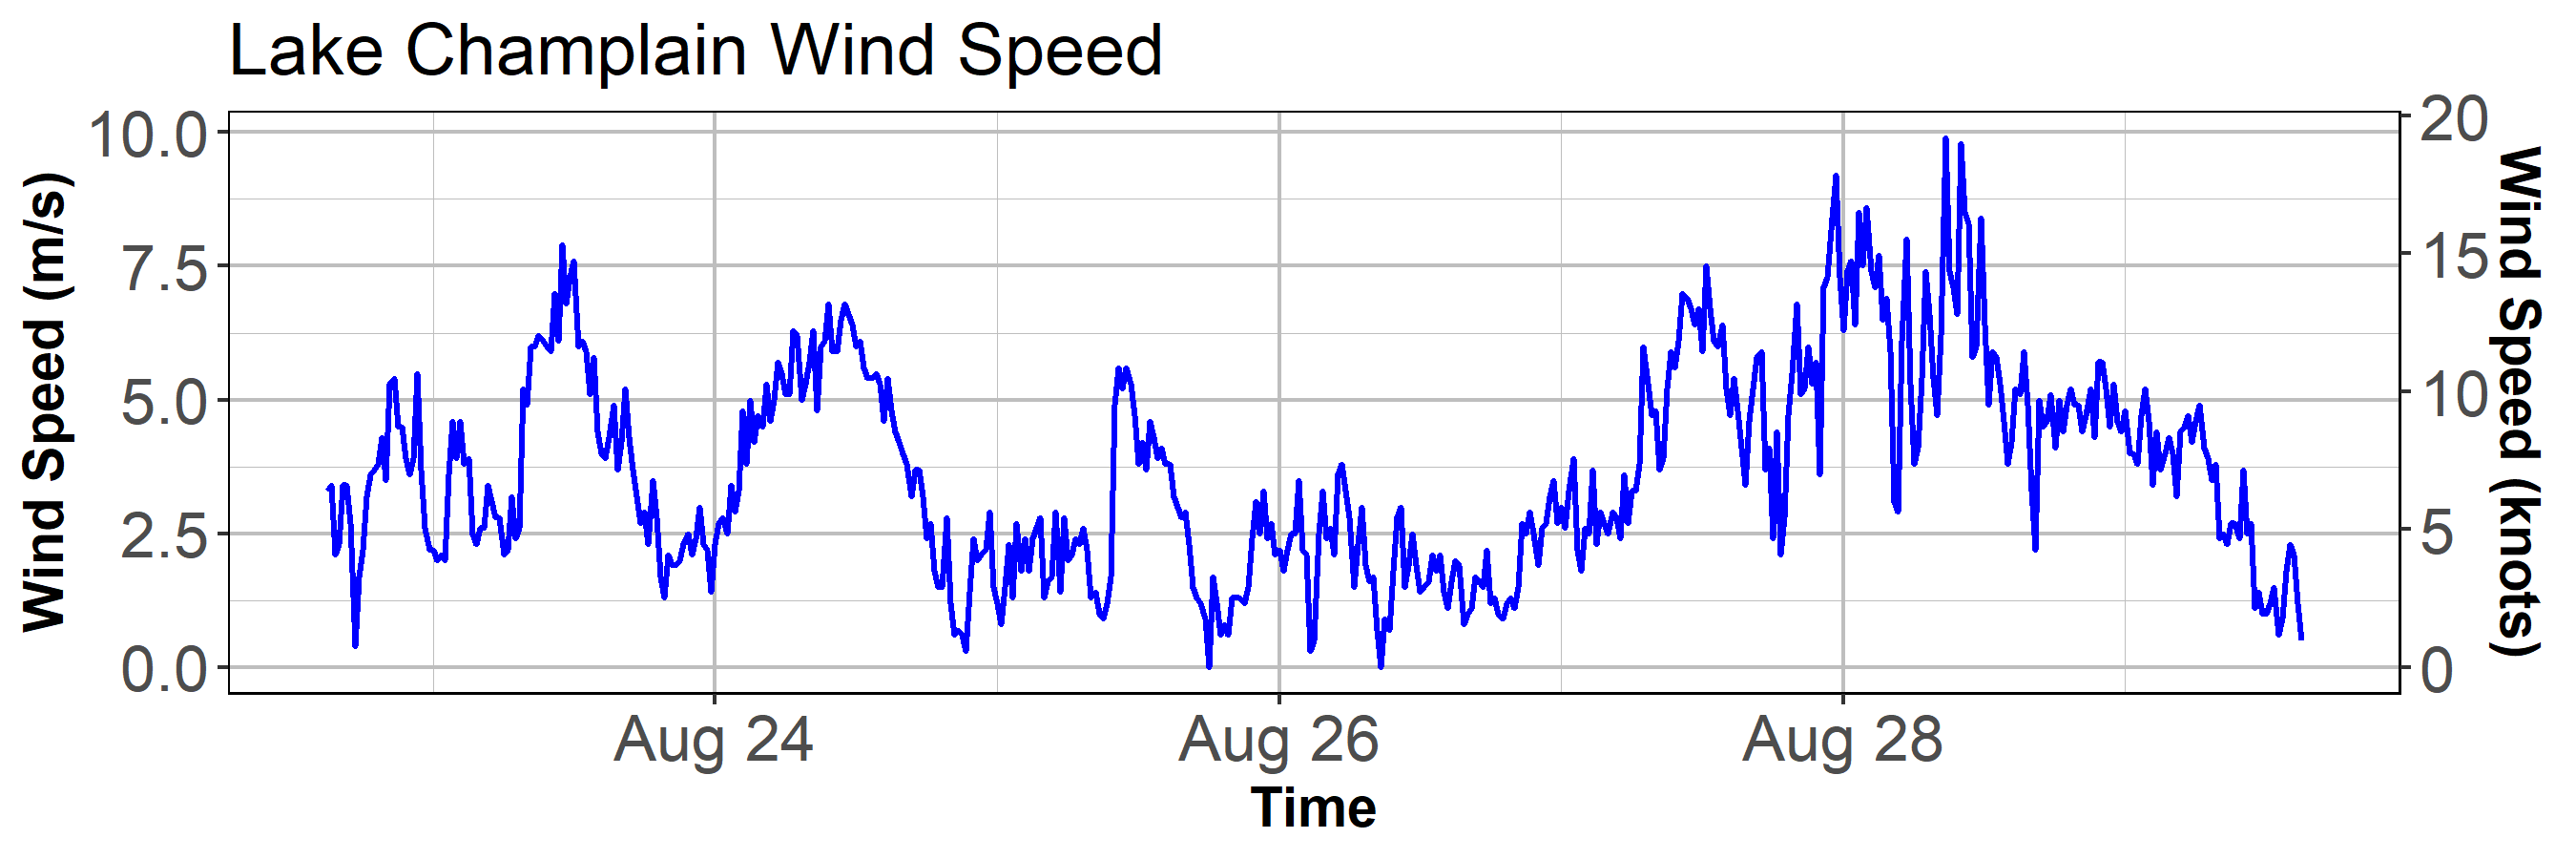 Lake Champlain Wind Speed
10.0
7.5
5.0
2.5
0.0
Wind Speed (m/s)
20
15
10
5
0
Wind Speed (knots)
Aug 24
Aug 26
Aug 28
Time